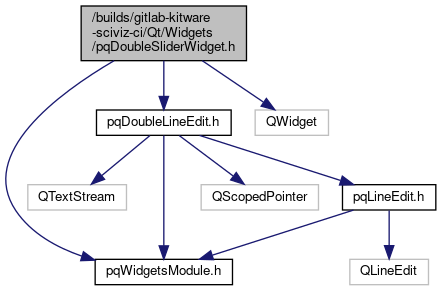 /builds/gitlab-kitware
-sciviz-ci/Qt/Widgets
/pqDoubleSliderWidget.h
pqDoubleLineEdit.h
QWidget
QTextStream
QScopedPointer
pqLineEdit.h
pqWidgetsModule.h
QLineEdit